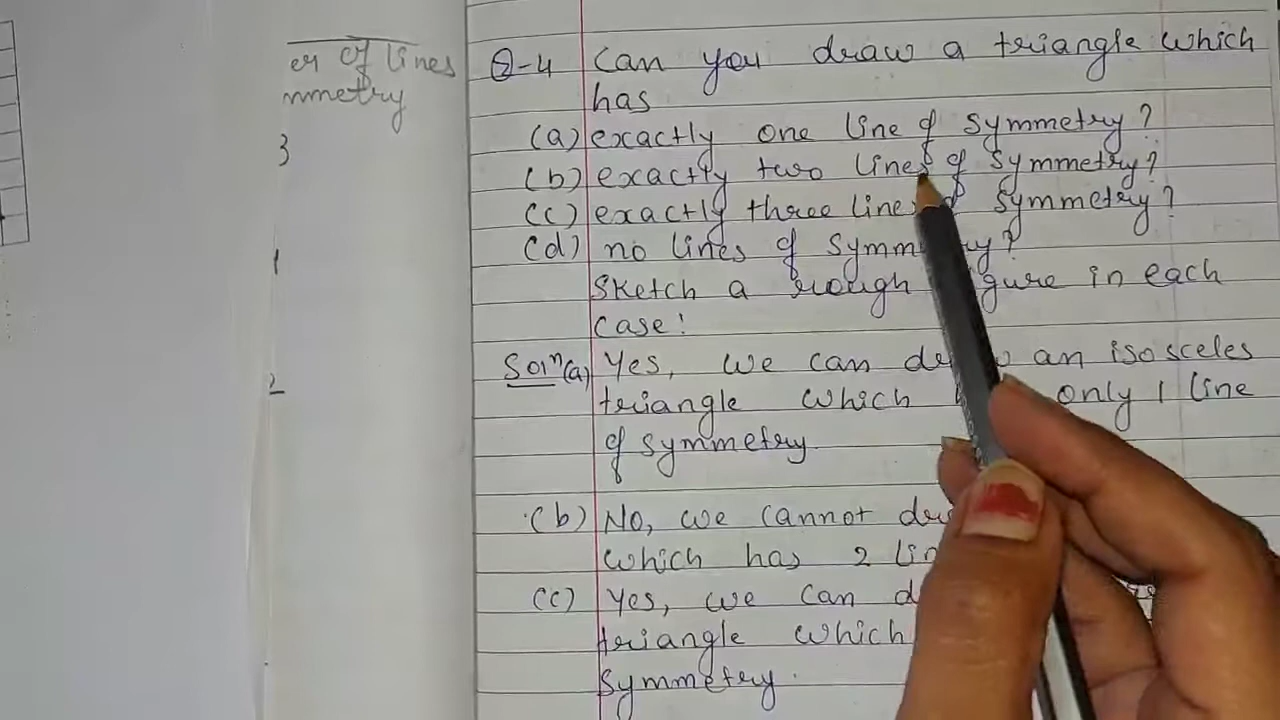 er of lines
mmetry
3
1
2
Q-4 Can you draw a triangle which
has
(a) exactly one line of symmetry?
(b) exactly two lines of symmetry?
(c) exactly three lines symmetry?
(d) no lines of symm ry?
Sketch a rough gure in each
case!
Solⁿ (a) Yes, we can d an isosceles
triangle which only 1 line
of symmetry
(b) No, we cannot
which has 2
(c) Yes, we can
triangle which
symmetry.